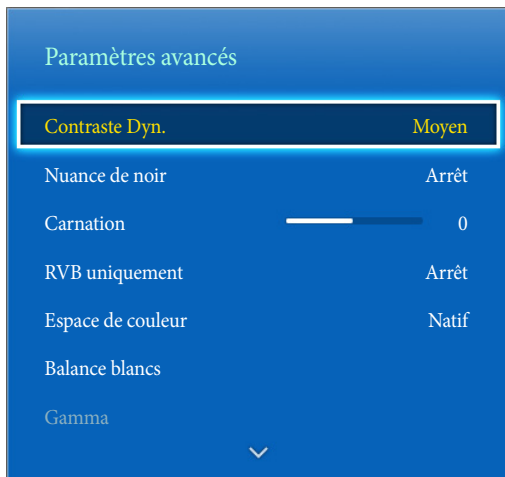 Paramètres avancés
Contraste Dyn. Moyen
Nuance de noir Arrêt
Carnation 0
RVB uniquement Arrêt
Espace de couleur Natif
Balance blancs
Gamma